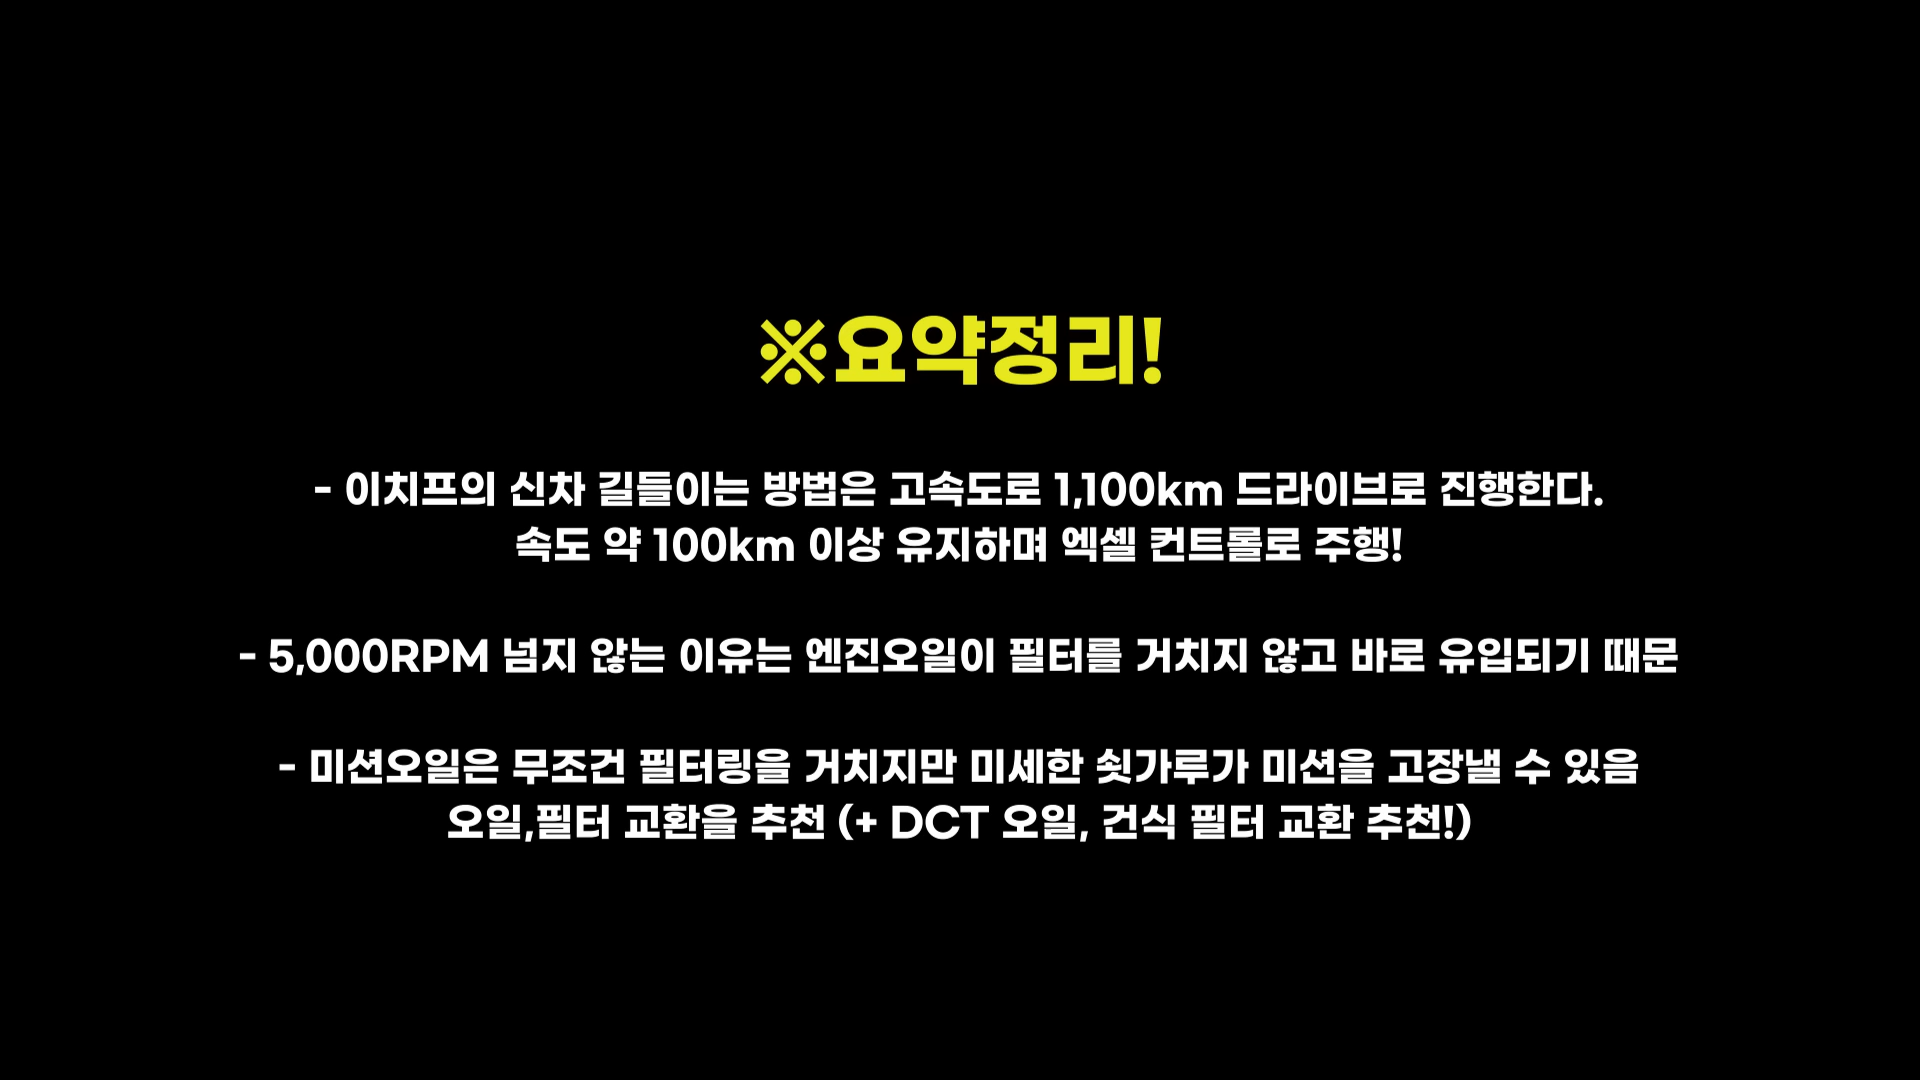 ※요약정리!
- 이치프의 신차 길들이는 방법은 고속도로 1,100km 드라이브로 진행한다.
속도 약 100km 이상 유지하며 엑셀 컨트롤로 주행!
- 5,000RPM 넘지 않는 이유는 엔진오일이 필터를 거치지 않고 바로 유입되기 때문
- 미션오일은 무조건 필터링을 거치지만 미세한 쇳가루가 미션을 고장낼 수 있음
오일,필터 교환을 추천 (+ DCT 오일, 건식 필터 교환 추천!)